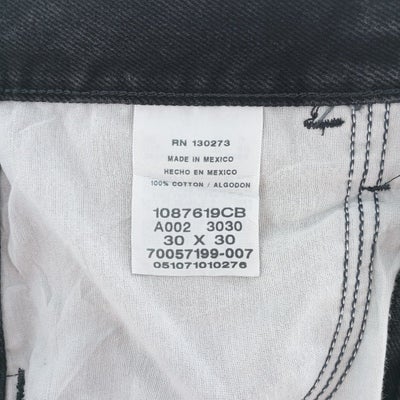 RN 130273
MADE IN MEXICO
HECHO EN MEXICO
100% COTTON / ALGODON
1087619CB
A002 3030
30 X 30
70057199-007
051071010276